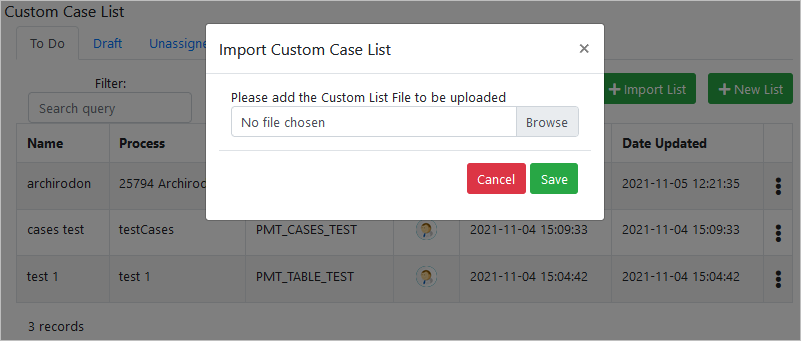 Custom Case List
To Do Draft Unassigne
Import Custom Case List ×
Filter:
Search query
Import List New List
Please add the Custom List File to be uploaded
No file chosen Browse
Cancel Save
Name Process Date Updated
archirodon 25794 Archirod 2021-11-05 12:21:35
cases test testCases PMT_CASES_TEST 2021-11-04 15:09:33 2021-11-04 15:09:33
test 1 test 1 PMT_TABLE_TEST 2021-11-04 15:04:42 2021-11-04 15:04:42
3 records